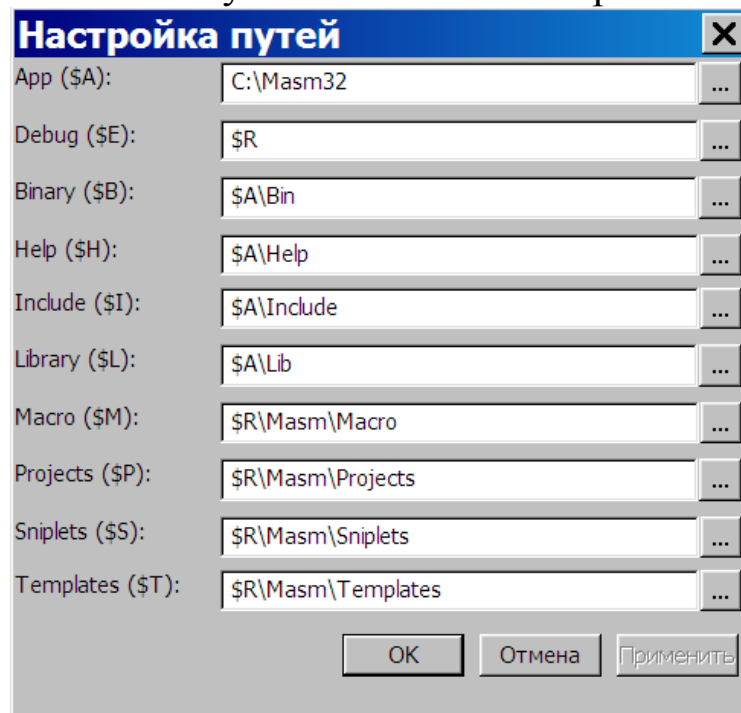 Настройка путей
App ($A): C:\Masm32 ...
Debug ($E): $R ...
Binary ($B): $A\Bin ...
Help ($H): $A\Help ...
Include ($I): $A\Include ...
Library ($L): $A\Lib ...
Macro ($M): $R\Masm\Macro ...
Projects ($P): $R\Masm\Projects ...
Sniplets ($S): $R\Masm\Sniplets ...
Templates ($T): $R\Masm\Templates ...
OK Отмена Применить